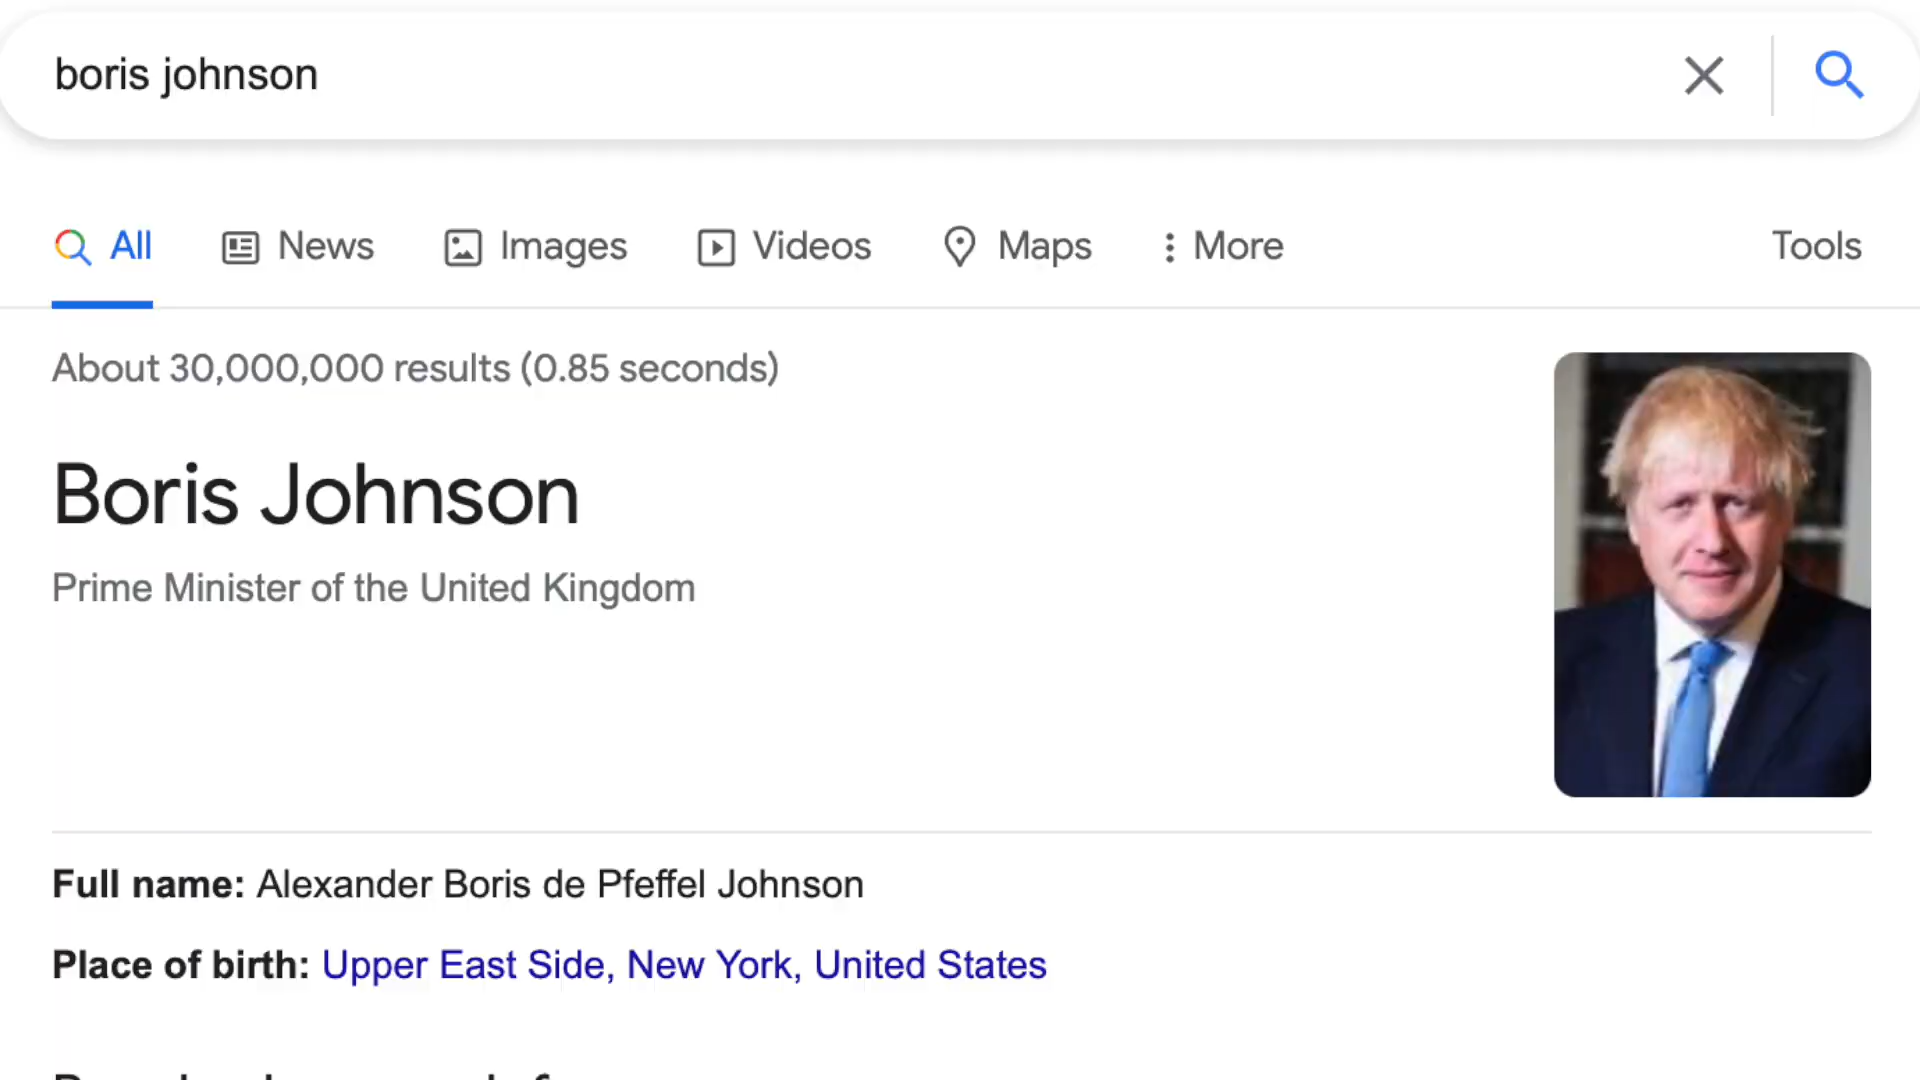 boris johnson
All News Images Videos Maps More Tools
About 30,000,000 results (0.85 seconds)
Boris Johnson
Prime Minister of the United Kingdom
Full name: Alexander Boris de Pfeffel Johnson
Place of birth: Upper East Side, New York, United States